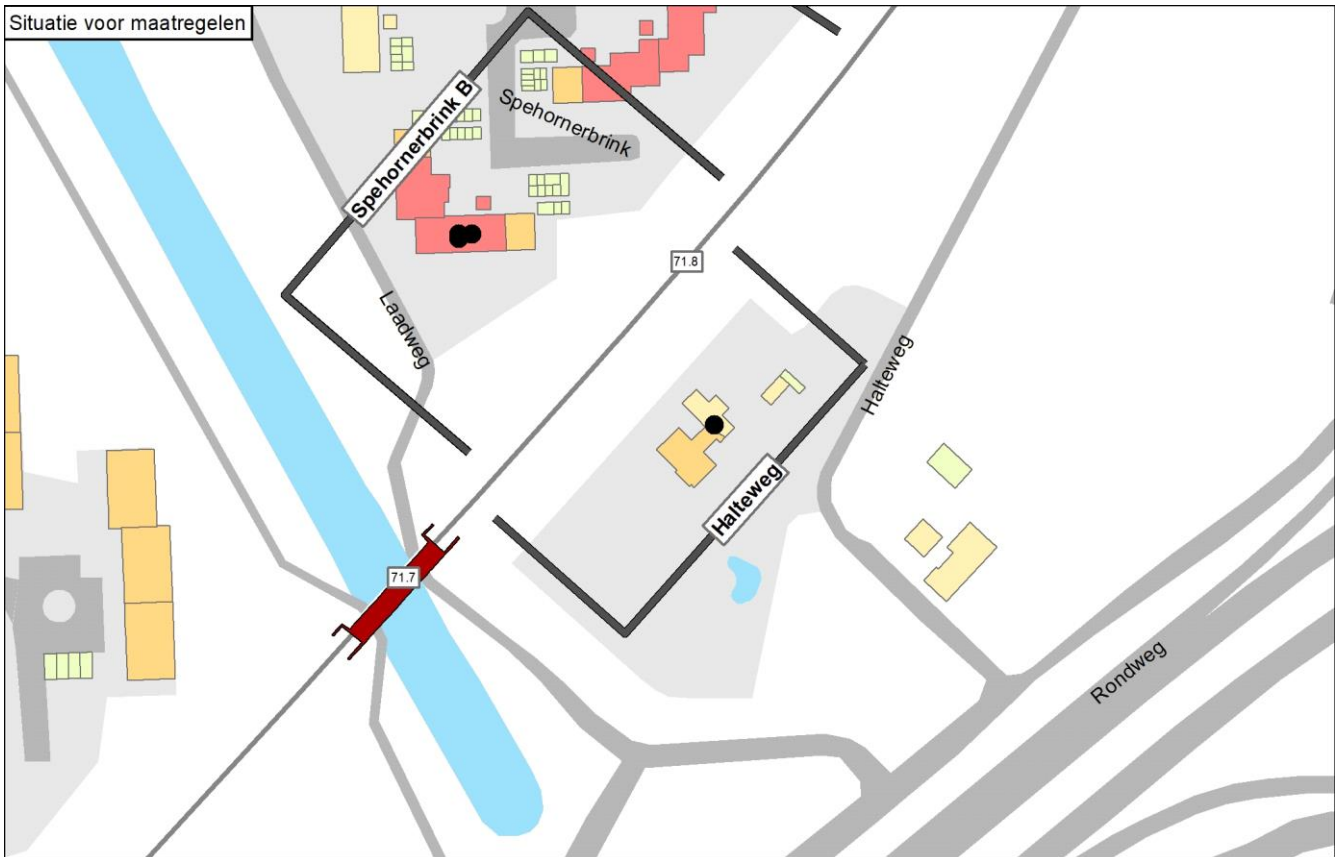 Situatie voor maatregelen
Spehornerbrink B
Spehornerbrink
71.8
Laadweg
Halteweg
Halteweg
71.7
Rondweg